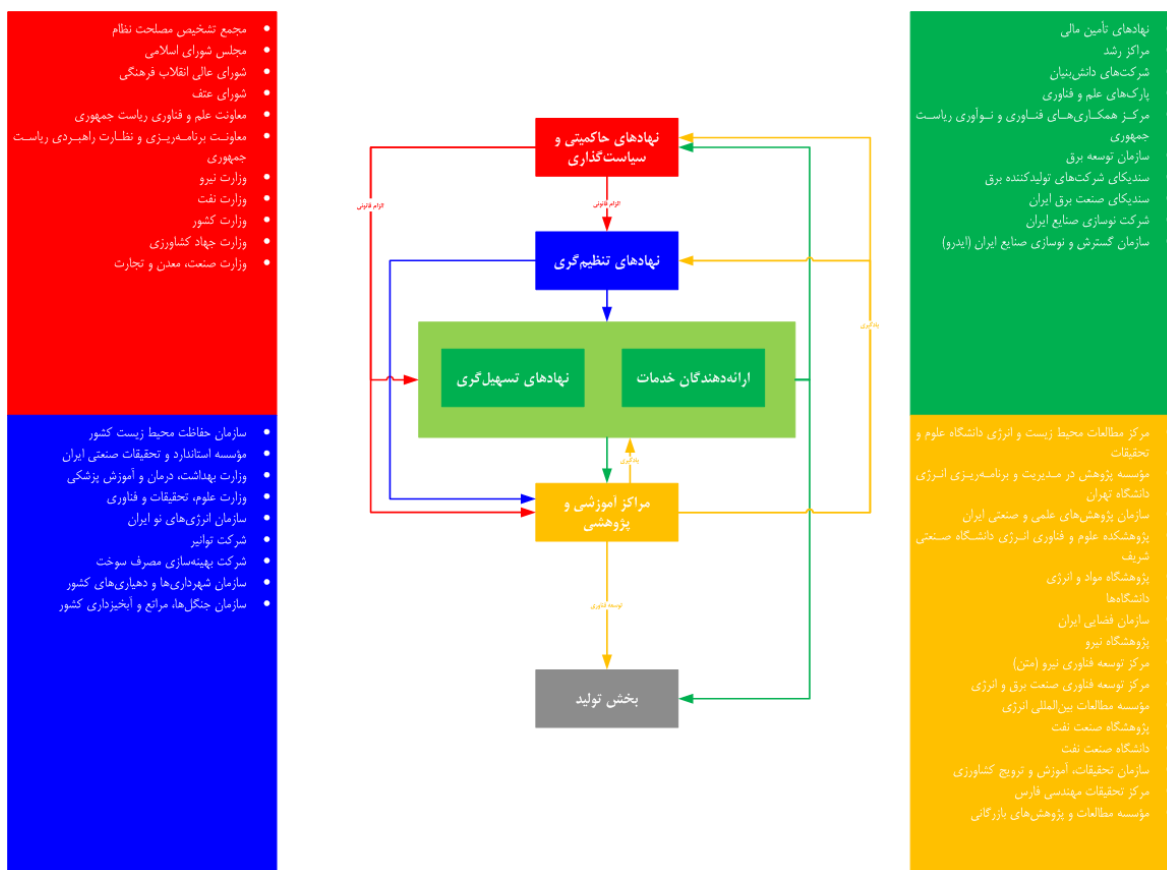 مجمع تشخیص مصلحت نظام
مجلس شورای اسلامی
شورای عالی انقلاب فرهنگی
شورای عتف
معاونت علم و فناوری ریاست جمهوری
معاونت برنامه‌ریزی و نظارت راهبردی ریاست
جمهوری
وزارت نیرو
وزارت نفت
وزارت کشور
وزارت جهاد کشاورزی
وزارت صنعت، معدن و تجارت
سازمان حفاظت محیط زیست کشور
مؤسسه استاندارد و تحقیقات صنعتی ایران
وزارت بهداشت، درمان و آموزش پزشکی
وزارت علوم، تحقیقات و فناوری
سازمان انرژی‌های نو ایران
شرکت توانیر
شرکت بهینه‌سازی مصرف سوخت
سازمان شهرداری‌ها و دهیاری‌های کشور
سازمان جنگل‌ها، مراتع و آبخیزداری کشور
نهادهای حاکمیتی و
سیاست‌گذاری
الزام قانونی
الزام قانونی
نهادهای تنظیم‌گری
یادگیری
ارائه‌دهندگان خدمات
نهادهای تسهیل‌گری
یادگیری
مراکز آموزشی و
پژوهشی
توسعه فناوری
بخش تولید
نهادهای تأمین مالی
مراکز رشد
شرکت‌های دانش‌بنیان
پارک‌های علم و فناوری
مرکز همکاری‌های فناوری و نوآوری ریاست
جمهوری
سازمان توسعه برق
سندیکای شرکت‌های تولیدکننده برق
سندیکای صنعت برق ایران
شرکت نوسازی صنایع ایران
سازمان گسترش و نوسازی صنایع ایران (ایدرو)
مرکز مطالعات محیط زیست و انرژی دانشگاه علوم و
تحقیقات
مؤسسه پژوهش در مدیریت و برنامه‌ریزی انرژی
دانشگاه تهران
سازمان پژوهش‌های علمی و صنعتی ایران
پژوهشکده علوم و فناوری انرژی دانشگاه صنعتی
شریف
پژوهشگاه مواد و انرژی
دانشگاه‌ها
سازمان فضایی ایران
پژوهشگاه نیرو
مرکز توسعه فناوری نیرو (متن)
مرکز توسعه فناوری صنعت برق و انرژی
مؤسسه مطالعات بین‌المللی انرژی
پژوهشگاه صنعت نفت
دانشگاه صنعت نفت
سازمان تحقیقات، آموزش و ترویج کشاورزی
مرکز تحقیقات مهندسی فارس
مؤسسه مطالعات و پژوهش‌های بازرگانی